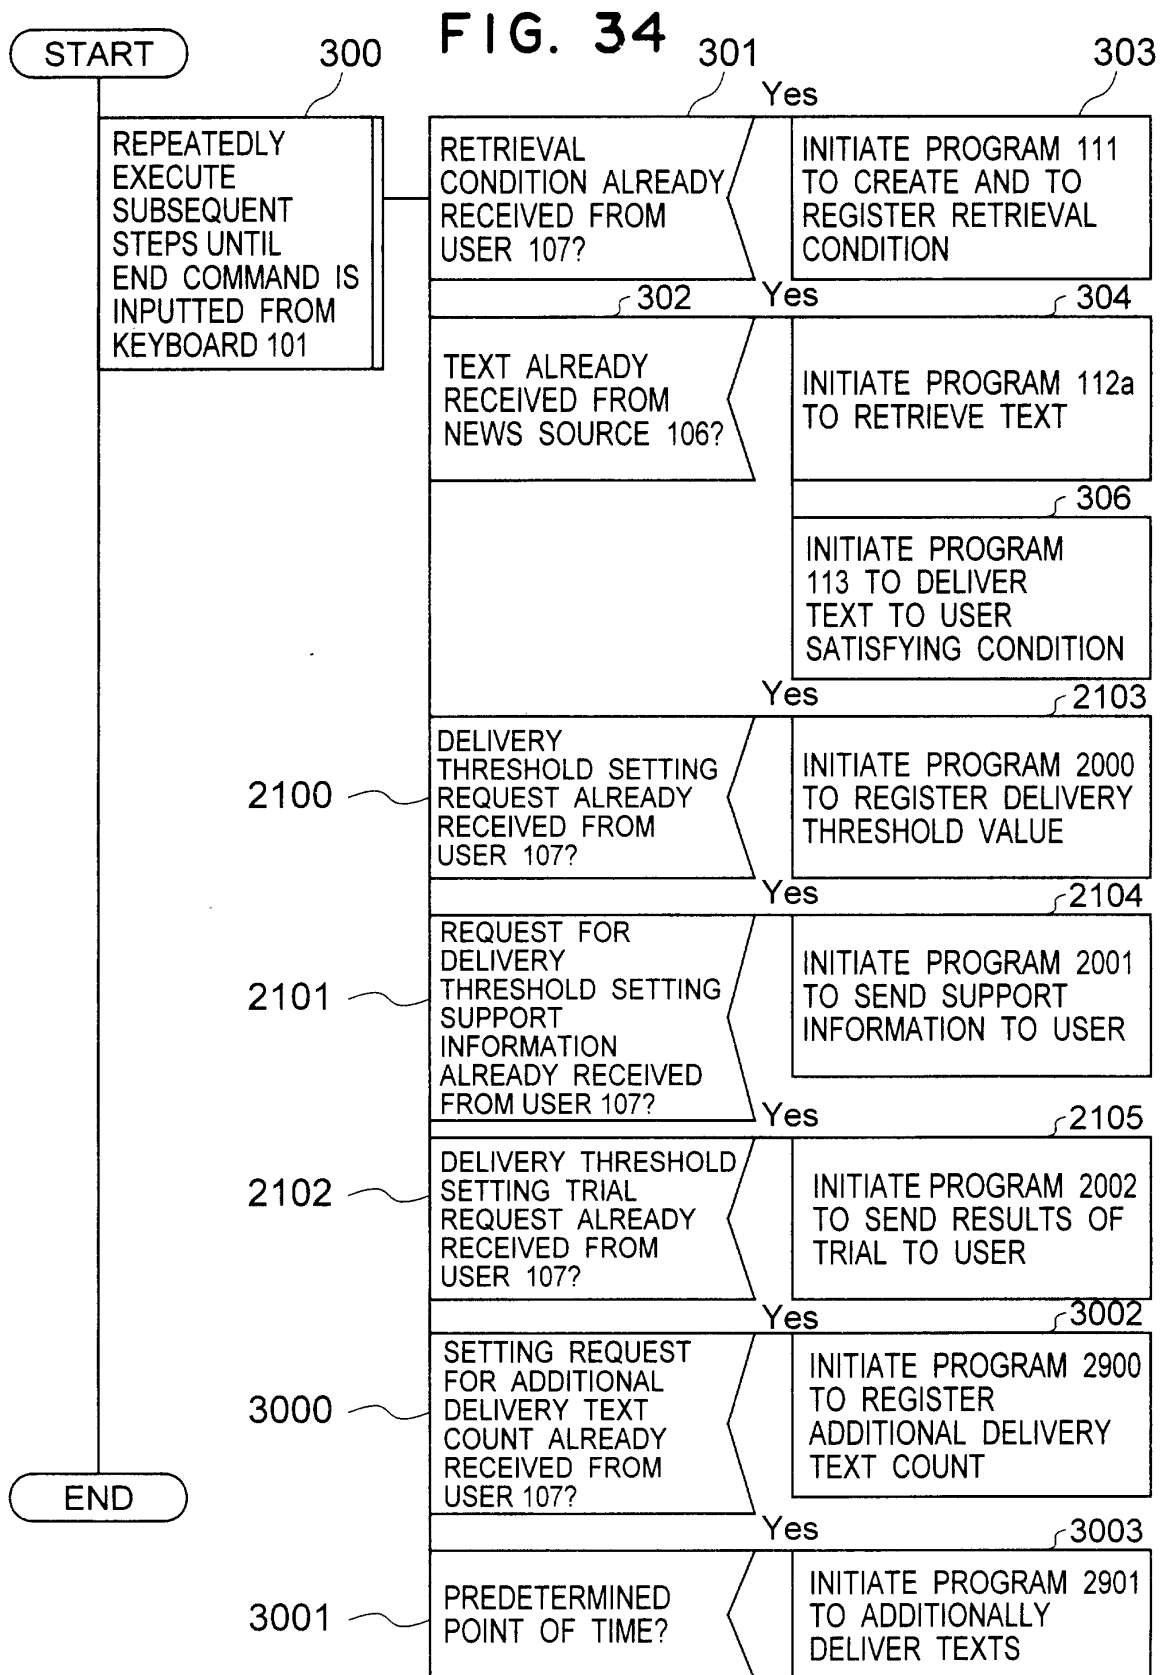 FIG. 34
START
300
301
303
Yes
REPEATEDLY
EXECUTE
SUBSEQUENT
STEPS UNTIL
END COMMAND IS
INPUTTED FROM
KEYBOARD 101
RETRIEVAL
CONDITION ALREADY
RECEIVED FROM
USER 107?
INITIATE PROGRAM 111
TO CREATE AND TO
REGISTER RETRIEVAL
CONDITION
302
Yes
304
TEXT ALREADY
RECEIVED FROM
NEWS SOURCE 106?
INITIATE PROGRAM 112a
TO RETRIEVE TEXT
306
INITIATE PROGRAM
113 TO DELIVER
TEXT TO USER
SATISFYING CONDITION
Yes
2103
2100
DELIVERY
THRESHOLD SETTING
REQUEST ALREADY
RECEIVED FROM
USER 107?
INITIATE PROGRAM 2000
TO REGISTER DELIVERY
THRESHOLD VALUE
Yes
2104
2101
REQUEST FOR
DELIVERY
THRESHOLD SETTING
SUPPORT
INFORMATION
ALREADY RECEIVED
FROM USER 107?
INITIATE PROGRAM 2001
TO SEND SUPPORT
INFORMATION TO USER
Yes
2105
2102
DELIVERY THRESHOLD
SETTING TRIAL
REQUEST ALREADY
RECEIVED FROM
USER 107?
INITIATE PROGRAM 2002
TO SEND RESULTS OF
TRIAL TO USER
Yes
3002
3000
SETTING REQUEST
FOR ADDITIONAL
DELIVERY TEXT
COUNT ALREADY
RECEIVED FROM
USER 107?
INITIATE PROGRAM 2900
TO REGISTER
ADDITIONAL DELIVERY
TEXT COUNT
END
Yes
3003
3001
PREDETERMINED
POINT OF TIME?
INITIATE PROGRAM 2901
TO ADDITIONALLY
DELIVER TEXTS